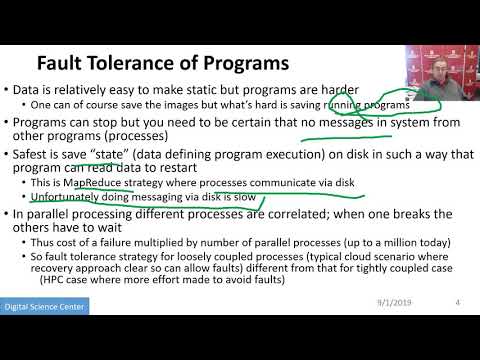 Fault Tolerance of Programs
• Data is relatively easy to make static but programs are harder
• One can of course save the images but what's hard is saving running programs
• Programs can stop but you need to be certain that no messages in system from
other programs (processes)
• Safest is save "state" (data defining program execution) on disk in such a way that
program can read data to restart
• This is MapReduce strategy where processes communicate via disk
• Unfortunately doing messaging via disk is slow
• In parallel processing different processes are correlated; when one breaks the
others have to wait
• Thus cost of a failure multiplied by number of parallel processes (up to a million today)
• So fault tolerance strategy for loosely coupled processes (typical cloud scenario where
recovery approach clear so can allow faults) different from that for tightly coupled case
(HPC case where more effort made to avoid faults)
Digital Science Center
9/1/2019
4